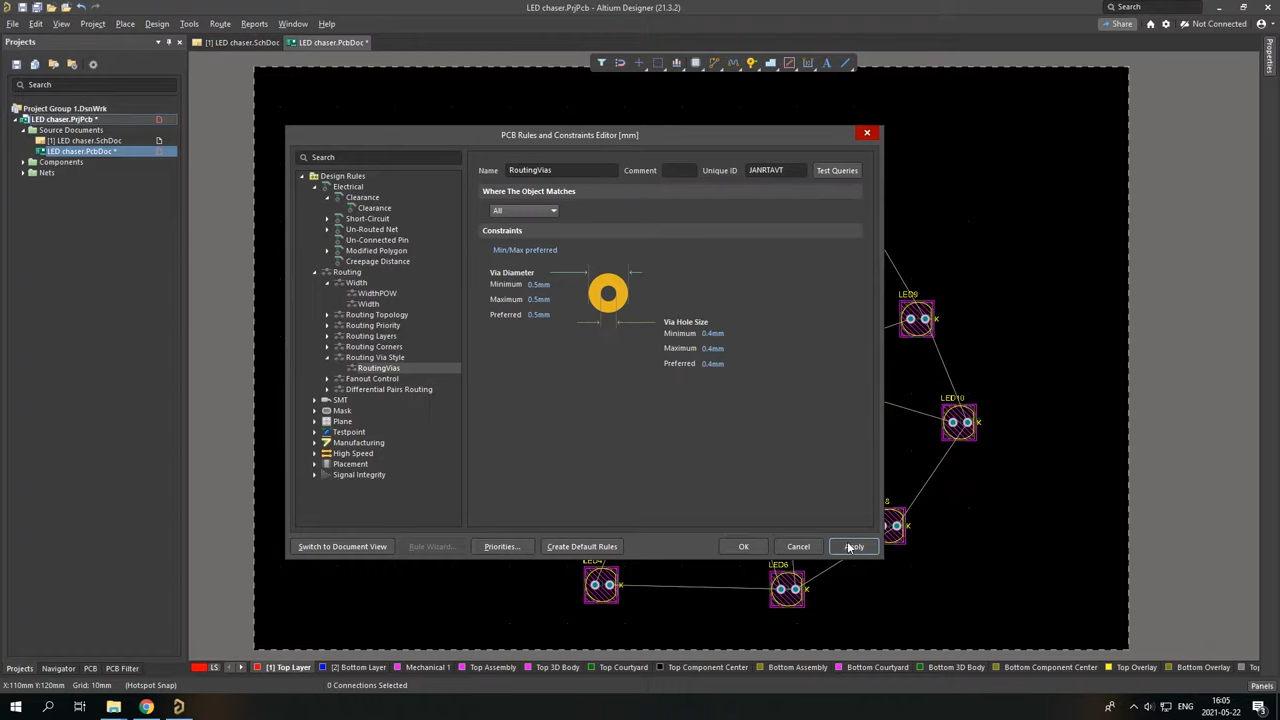 LED chaser.PrjPcb - Altium Designer (21.3.2)
Search
File Edit View Project Place Design Tools Route Reports Window Help
Share
Not Connected
Projects
[1] LED chaser.SchDoc
LED chaser.PcbDoc *
Properties
Search
Project Group 1.DsnWrk
LED chaser.PrjPcb *
Source Documents
[1] LED chaser.SchDoc
LED chaser.PcbDoc *
Components
Nets
PCB Rules and Constraints Editor [mm]
Search
Design Rules
Electrical
Clearance
Clearance
Short-Circuit
Un-Routed Net
Un-Connected Pin
Modified Polygon
Creepage Distance
Routing
Width
WidthPOW
Width
Routing Topology
Routing Priority
Routing Layers
Routing Corners
Routing Via Style
RoutingVias
Fanout Control
Differential Pairs Routing
SMT
Mask
Plane
Testpoint
Manufacturing
High Speed
Placement
Signal Integrity
Name RoutingVias Comment Unique ID JANRTAVT Test Queries
Where The Object Matches
All
Constraints
Min/Max preferred
Via Diameter
Minimum 0.5mm
Maximum 0.5mm
Preferred 0.5mm
Via Hole Size
Minimum 0.4mm
Maximum 0.4mm
Preferred 0.4mm
Switch to Document View Rule Wizard... Priorities... Create Default Rules OK Cancel Apply
LED9
K
LED10
K
8
K
LED4
K
LED6
K
Projects Navigator PCB PCB Filter
LS [1] Top Layer [2] Bottom Layer Mechanical 1 Top Assembly Top 3D Body Top Courtyard Top Component Center Bottom Assembly Bottom Courtyard Bottom 3D Body Bottom Component Center Top Overlay Bottom Overlay Top
X:110mm Y:120mm Grid: 10mm (Hotspot Snap) 0 Connections Selected Panels
ENG
16:05
2021-05-22
3